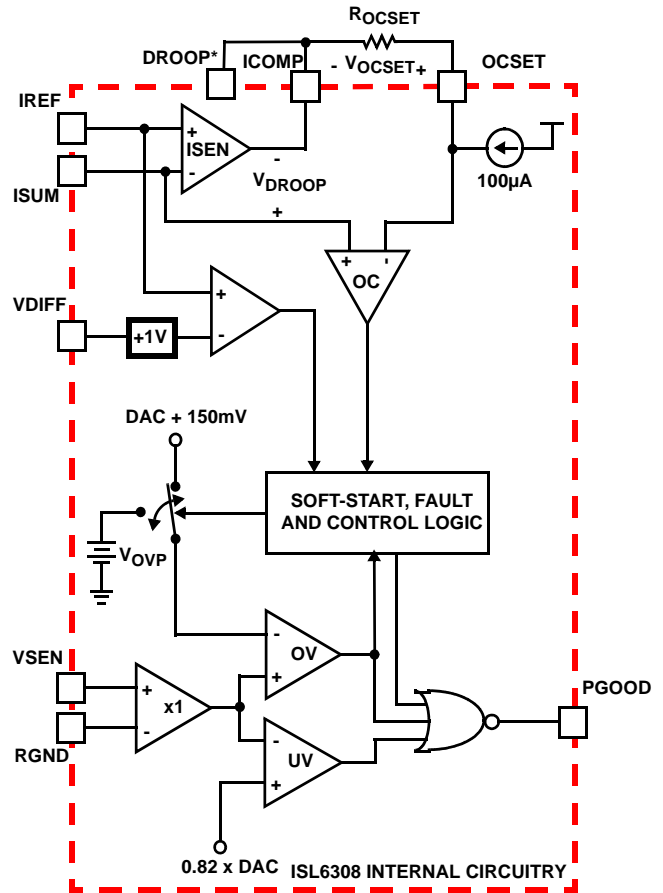 ROCSET
DROOP* ICOMP - VOCSET + OCSET
IREF
+
ISEN
-
ISUM
-
VDROOP
+
100µA
+ -
OC
VDIFF
+1V
+
-
DAC + 150mV
SOFT-START, FAULT
AND CONTROL LOGIC
VOVP
VSEN
RGND
+
x1
-
-
OV
+
-
UV
+
PGOOD
0.82 x DAC
ISL6308 INTERNAL CIRCUITRY